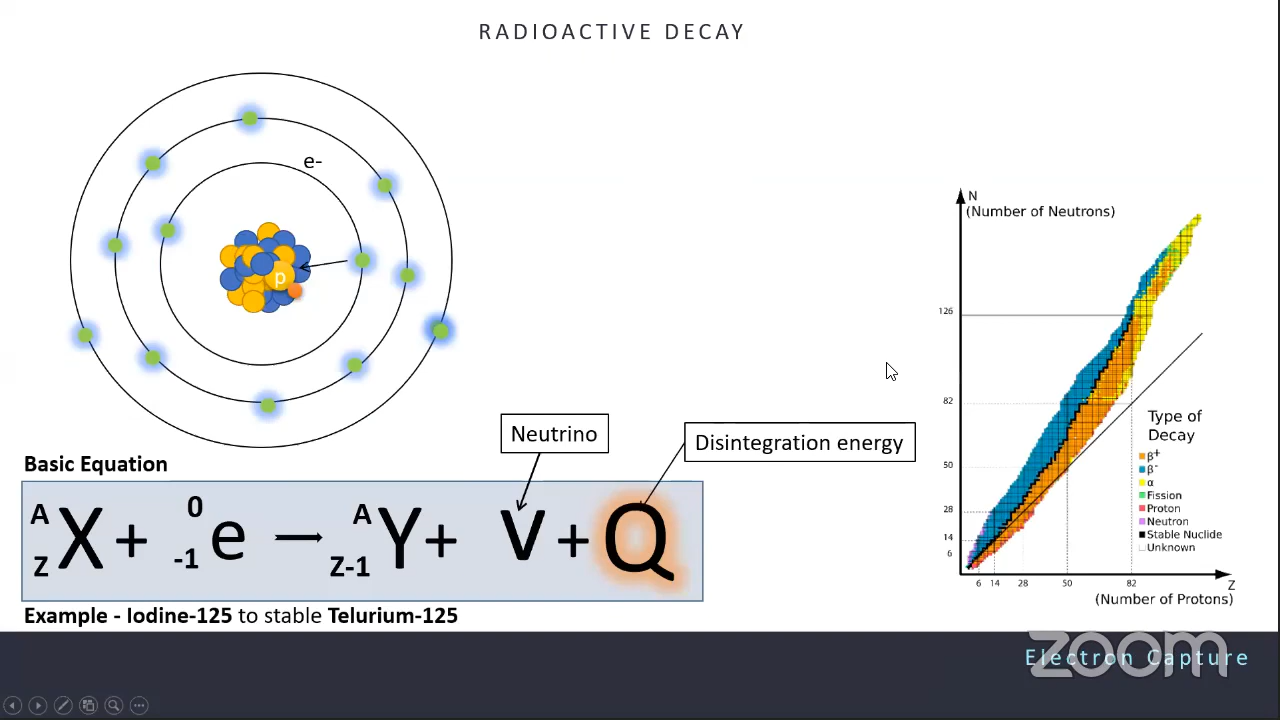 RADIOACTIVE DECAY
e-
p
N
(Number of Neutrons)
126
82
50
28
14
6
6 14 28 50 82
Z
(Number of Protons)
Type of
Decay
β+
β-
α
Fission
Proton
Neutron
Stable Nuclide
Unknown
Neutrino
Disintegration energy
Basic Equation
A
Z
X + 0
-1
e → A
Z-1
Y + V + Q
Example - Iodine-125 to stable Telurium-125
Electron Capture
zoom